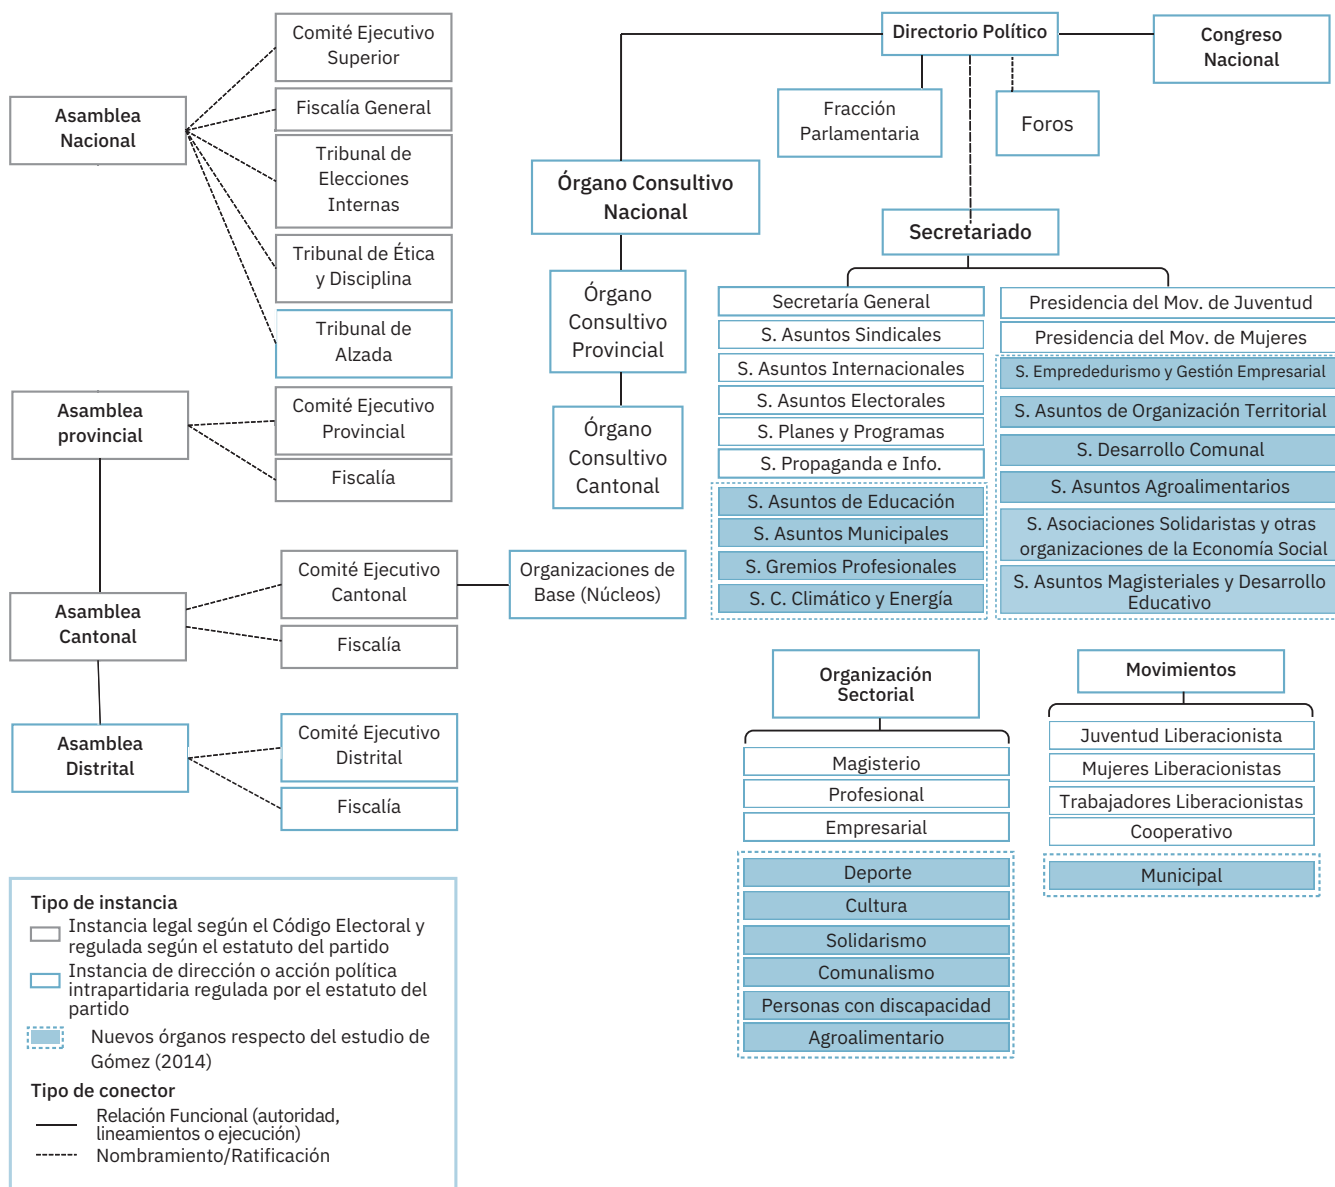 Asamblea
Nacional
Comité Ejecutivo
Superior
Fiscalía General
Tribunal de
Elecciones
Internas
Tribunal de Ética
y Disciplina
Tribunal de
Alzada
Asamblea
provincial
Comité Ejecutivo
Provincial
Fiscalía
Asamblea
Cantonal
Comité Ejecutivo
Cantonal
Fiscalía
Organizaciones de
Base (Núcleos)
Asamblea
Distrital
Comité Ejecutivo
Distrital
Fiscalía
Directorio Político
Congreso
Nacional
Fracción
Parlamentaria
Foros
Órgano Consultivo
Nacional
Órgano
Consultivo
Provincial
Órgano
Consultivo
Cantonal
Secretariado
Secretaría General
S. Asuntos Sindicales
S. Asuntos Internacionales
S. Asuntos Electorales
S. Planes y Programas
S. Propaganda e Info.
S. Asuntos de Educación
S. Asuntos Municipales
S. Gremios Profesionales
S. C. Climático y Energía
Presidencia del Mov. de Juventud
Presidencia del Mov. de Mujeres
S. Emprededurismo y Gestión Empresarial
S. Asuntos de Organización Territorial
S. Desarrollo Comunal
S. Asuntos Agroalimentarios
S. Asociaciones Solidaristas y otras
organizaciones de la Economía Social
S. Asuntos Magisteriales y Desarrollo
Educativo
Organización
Sectorial
Magisterio
Profesional
Empresarial
Deporte
Cultura
Solidarismo
Comunalismo
Personas con discapacidad
Agroalimentario
Movimientos
Juventud Liberacionista
Mujeres Liberacionistas
Trabajadores Liberacionistas
Cooperativo
Municipal
Tipo de instancia
Instancia legal según el Código Electoral y
regulada según el estatuto del partido
Instancia de dirección o acción política
intrapartidaria regulada por el estatuto del
partido
Nuevos órganos respecto del estudio de
Gómez (2014)
Tipo de conector
Relación Funcional (autoridad,
lineamientos o ejecución)
Nombramiento/Ratificación